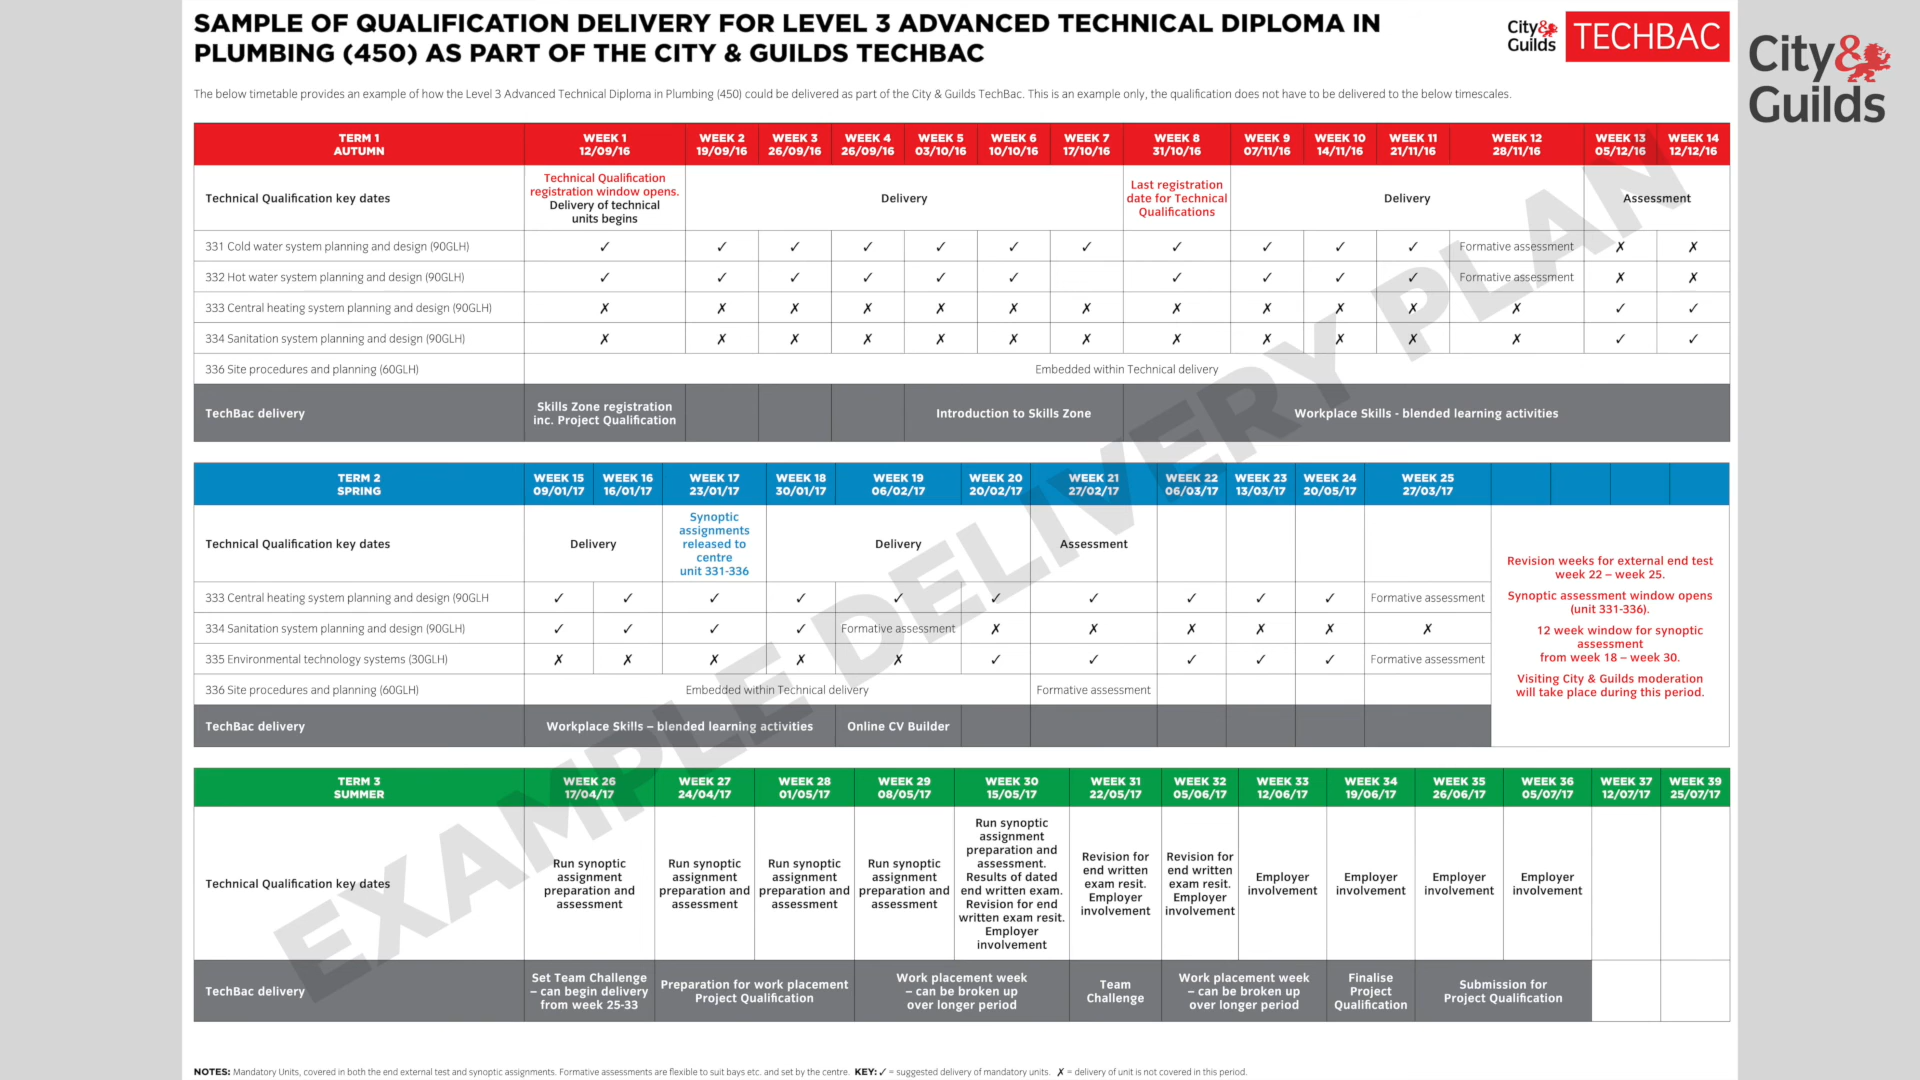 SAMPLE OF QUALIFICATION DELIVERY FOR LEVEL 3 ADVANCED TECHNICAL DIPLOMA IN
PLUMBING (450) AS PART OF THE CITY & GUILDS TECHBAC
City& Guilds TECHBAC
City& Guilds
The below timetable provides an example of how the Level 3 Advanced Technical Diploma in Plumbing (450) could be delivered as part of the City & Guilds TechBac. This is an example only, the qualification does not have to be delivered to the below timescales.
TERM 1 AUTUMN WEEK 1 12/09/16 WEEK 2 19/09/16 WEEK 3 26/09/16 WEEK 4 26/09/16 WEEK 5 03/10/16 WEEK 6 10/10/16 WEEK 7 17/10/16 WEEK 8 31/10/16 WEEK 9 07/11/16 WEEK 10 14/11/16 WEEK 11 21/11/16 WEEK 12 28/11/16 WEEK 13 05/12/16 WEEK 14 12/12/16
Technical Qualification key dates Technical Qualification registration window opens. Delivery of technical units begins Delivery Last registration date for Technical Qualifications Delivery Assessment
331 Cold water system planning and design (90GLH) ✓ ✓ ✓ ✓ ✓ ✓ ✓ ✓ ✓ ✓ ✓ Formative assessment ✗ ✗
332 Hot water system planning and design (90GLH) ✓ ✓ ✓ ✓ ✓ ✓ ✓ ✓ ✓ ✓ Formative assessment ✗ ✗
333 Central heating system planning and design (90GLH) ✗ ✗ ✗ ✗ ✗ ✗ ✗ ✗ ✗ ✗ ✗ ✗ ✓ ✓
334 Sanitation system planning and design (90GLH) ✗ ✗ ✗ ✗ ✗ ✗ ✗ ✗ ✗ ✗ ✗ ✗ ✓ ✓
336 Site procedures and planning (60GLH) Embedded within Technical delivery
TechBac delivery Skills Zone registration inc. Project Qualification Introduction to Skills Zone Workplace Skills - blended learning activities
TERM 2 SPRING WEEK 15 09/01/17 WEEK 16 16/01/17 WEEK 17 23/01/17 WEEK 18 30/01/17 WEEK 19 06/02/17 WEEK 20 20/02/17 WEEK 21 27/02/17 WEEK 22 06/03/17 WEEK 23 13/03/17 WEEK 24 20/05/17 WEEK 25 27/03/17
Technical Qualification key dates Delivery Synoptic assignments released to centre unit 331-336 Delivery Assessment
333 Central heating system planning and design (90GLH ✓ ✓ ✓ ✓ ✓ ✓ ✓ ✓ ✓ ✓ Formative assessment
334 Sanitation system planning and design (90GLH) ✓ ✓ ✓ ✓ Formative assessment ✗ ✗ ✗ ✗ ✗ ✗
335 Environmental technology systems (30GLH) ✗ ✗ ✗ ✗ ✗ ✓ ✓ ✓ ✓ ✓ Formative assessment
336 Site procedures and planning (60GLH) Embedded within Technical delivery Formative assessment
TechBac delivery Workplace Skills – blended learning activities Online CV Builder
Revision weeks for external end test
week 22 – week 25.
Synoptic assessment window opens
(unit 331-336).
12 week window for synoptic
assessment
from week 18 – week 30.
Visiting City & Guilds moderation
will take place during this period.
TERM 3 SUMMER WEEK 26 17/04/17 WEEK 27 24/04/17 WEEK 28 01/05/17 WEEK 29 08/05/17 WEEK 30 15/05/17 WEEK 31 22/05/17 WEEK 32 05/06/17 WEEK 33 12/06/17 WEEK 34 19/06/17 WEEK 35 26/06/17 WEEK 36 05/07/17 WEEK 37 12/07/17 WEEK 39 25/07/17
Technical Qualification key dates Run synoptic assignment preparation and assessment Run synoptic assignment preparation and assessment Run synoptic assignment preparation and assessment Run synoptic assignment preparation and assessment Run synoptic assignment preparation and assessment. Results of dated end written exam. Revision for end written exam resit. Employer involvement Revision for end written exam resit. Employer involvement Revision for end written exam resit. Employer involvement Employer involvement Employer involvement Employer involvement Employer involvement
TechBac delivery Set Team Challenge – can begin delivery from week 25-33 Preparation for work placement Project Qualification Work placement week – can be broken up over longer period Team Challenge Work placement week – can be broken up over longer period Finalise Project Qualification Submission for Project Qualification
EXAMPLE DELIVERY PLAN
NOTES: Mandatory Units, covered in both the end external test and synoptic assignments. Formative assessments are flexible to suit bays etc. and set by the centre. KEY: ✓ = suggested delivery of mandatory units. ✗ = delivery of unit is not covered in this period.